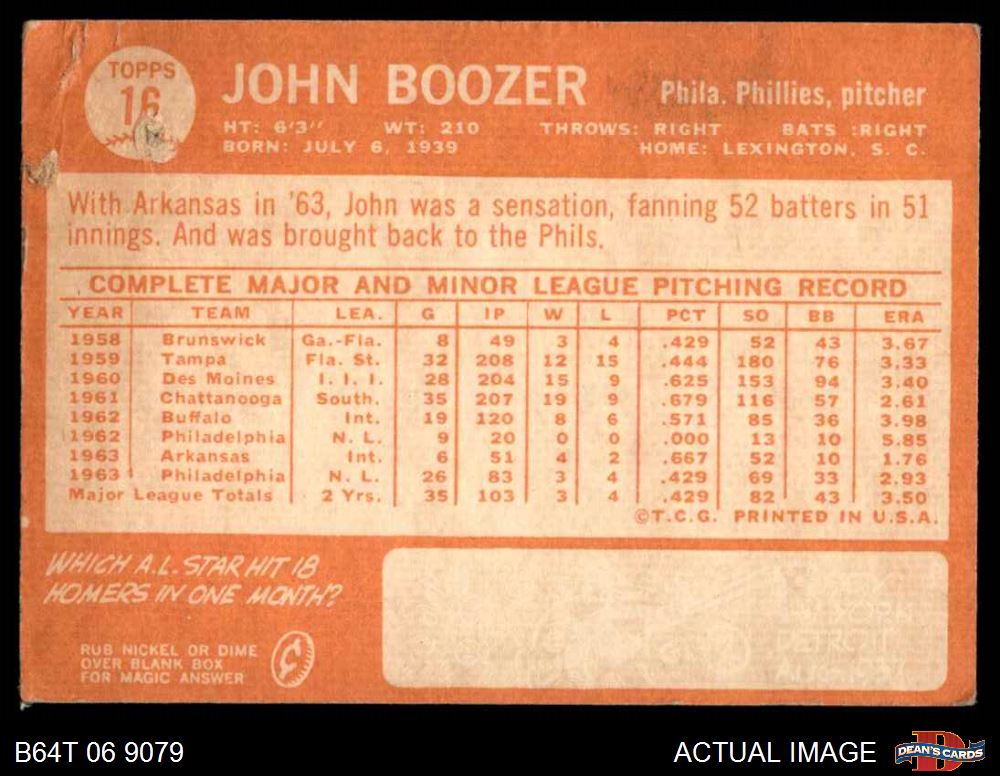 TOPPS
16
JOHN BOOZER
Phila. Phillies, pitcher
HT: 6'3" WT: 210 THROWS: RIGHT BATS :RIGHT
BORN: JULY 6, 1939 HOME: LEXINGTON, S. C.
With Arkansas in '63, John was a sensation, fanning 52 batters in 51
innings. And was brought back to the Phils.
COMPLETE MAJOR AND MINOR LEAGUE PITCHING RECORD
YEAR TEAM LEA. G IP W L PCT SO BB ERA
1958 Brunswick Ga.-Fla. 8 49 3 4 .429 52 43 3.67
1959 Tampa Fla. St. 32 208 12 15 .444 180 76 3.33
1960 Des Moines I. I. I. 28 204 15 9 .625 153 94 3.40
1961 Chattanooga South. 35 207 19 9 .679 116 57 2.61
1962 Buffalo Int. 19 120 8 6 .571 85 36 3.98
1962 Philadelphia N. L. 9 20 0 0 .000 13 10 5.85
1963 Arkansas Int. 6 51 4 2 .667 52 10 1.76
1963 Philadelphia N. L. 26 83 3 4 .429 69 33 2.93
Major League Totals 2 Yrs. 35 103 3 4 .429 82 43 3.50
©T.C.G. PRINTED IN U.S.A.
WHICH A.L. STAR HIT 18
HOMERS IN ONE MONTH?
DETROIT
RUB NICKEL OR DIME
OVER BLANK BOX
FOR MAGIC ANSWER
¢
B64T 06 9079
ACTUAL IMAGE
DEAN'S CARDS